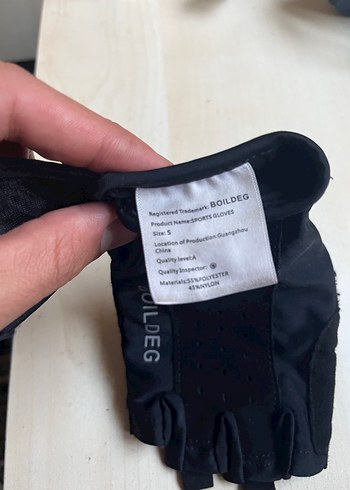 Registered Trademark: BOILDEG
Product Name:SPORTS GLOVES
Size: S
Location of Production:Guangzhou
China
Quality level:A
Quality Inspector:
Materials:55%POLYESTER
45%NYLON
BOILDEG